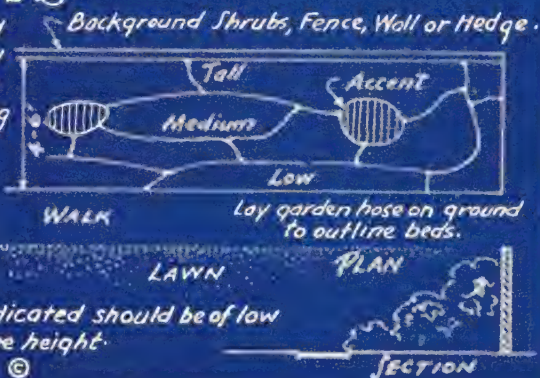 Background Shrubs, Fence, Wall or Hedge.
Tall
Accent
Medium
Low
WALK
Lay garden hose on ground
to outline beds.
LAWN
PLAN
dicated should be of low
e height.
©
SECTION